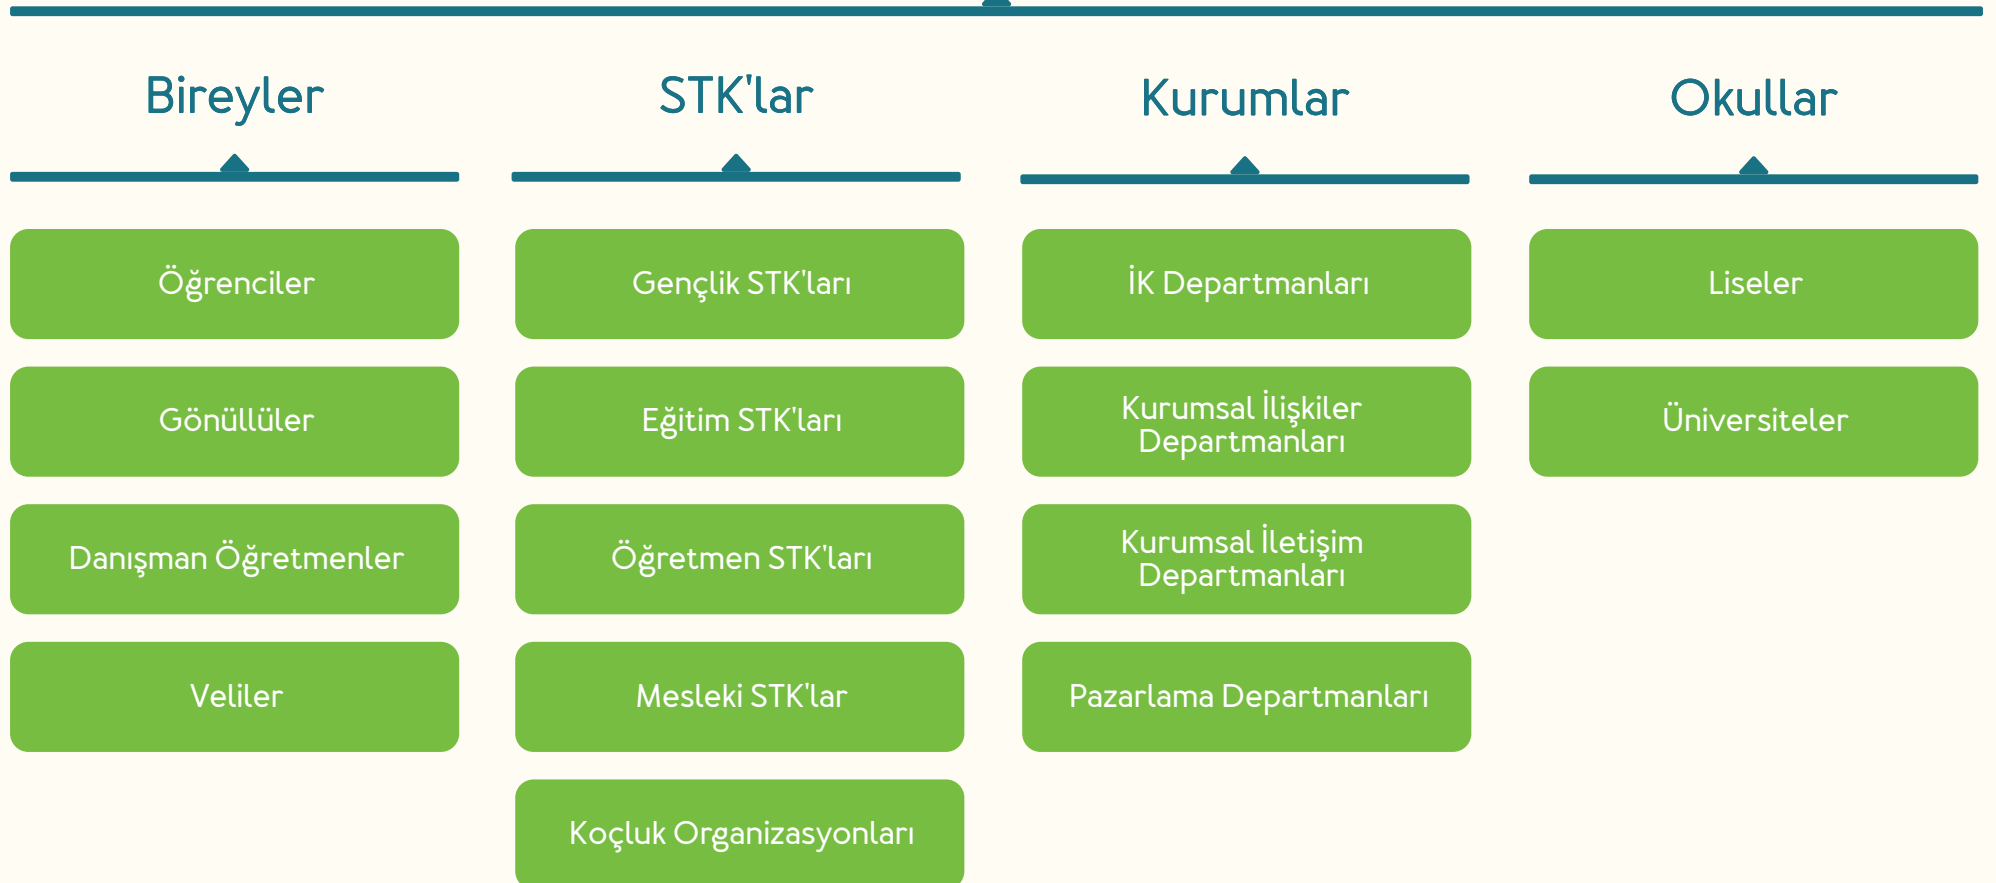 Bireyler
Öğrenciler
Gönüllüler
Danışman Öğretmenler
Veliler
STK'lar
Gençlik STK'ları
Eğitim STK'ları
Öğretmen STK'ları
Mesleki STK'lar
Koçluk Organizasyonları
Kurumlar
İK Departmanları
Kurumsal İlişkiler
Departmanları
Kurumsal İletişim
Departmanları
Pazarlama Departmanları
Okullar
Liseler
Üniversiteler